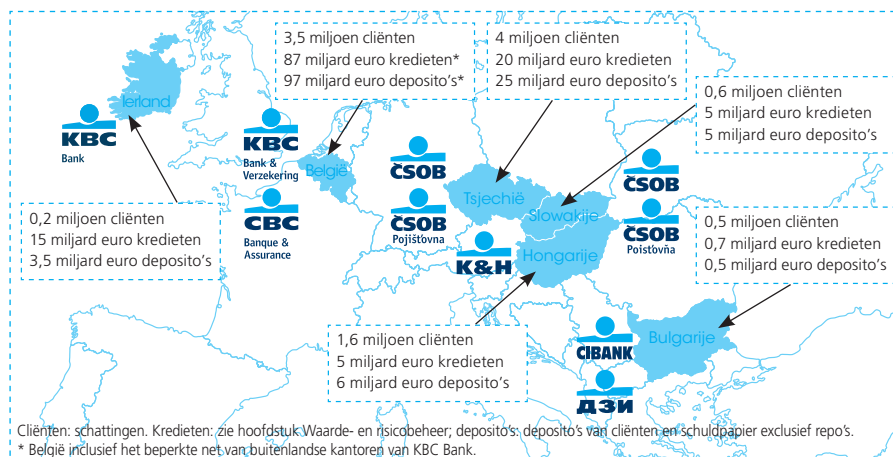 3,5 miljoen cliënten
87 miljard euro kredieten*
97 miljard euro deposito's*
4 miljoen cliënten
20 miljard euro kredieten
25 miljard euro deposito's
0,6 miljoen cliënten
5 miljard euro kredieten
5 miljard euro deposito's
Ierland
KBC
Bank
KBC
Bank &
Verzekering
België
CBC
Banque &
Assurance
ČSOB
ČSOB
Pojišťovna
Tsjechië
Slowakije
ČSOB
ČSOB
Poisťovňa
K&H
Hongarije
0,2 miljoen cliënten
15 miljard euro kredieten
3,5 miljard euro deposito's
0,5 miljoen cliënten
0,7 miljard euro kredieten
0,5 miljard euro deposito's
1,6 miljoen cliënten
5 miljard euro kredieten
6 miljard euro deposito's
CIBANK
Bulgarije
ДЗИ
Cliënten: schattingen. Kredieten: zie hoofdstuk Waarde- en risicobeheer; deposito's: deposito's van cliënten en schuldpapier exclusief repo's.
* België inclusief het beperkte net van buitenlandse kantoren van KBC Bank.